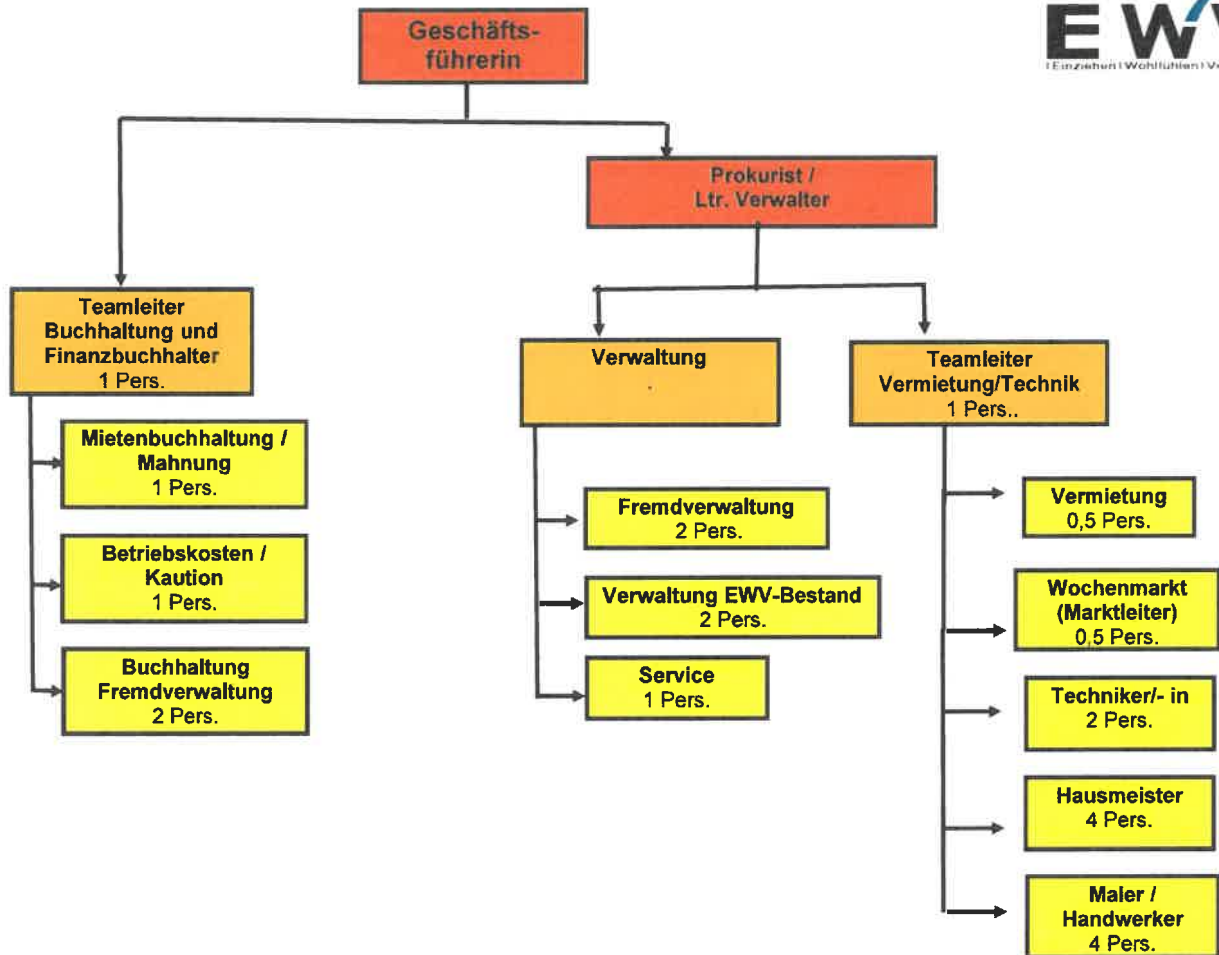 Geschäfts-
führerin
EWV
Prokurist /
Ltr. Verwalter
Teamleiter
Buchhaltung und
Finanzbuchhalter
1 Pers.
Mietenbuchhaltung /
Mahnung
1 Pers.
Betriebskosten /
Kaution
1 Pers.
Buchhaltung
Fremdverwaltung
2 Pers.
Verwaltung
Fremdverwaltung
2 Pers.
Verwaltung EWV-Bestand
2 Pers.
Service
1 Pers.
Teamleiter
Vermietung/Technik
1 Pers..
Vermietung
0,5 Pers.
Wochenmarkt
(Marktleiter)
0,5 Pers.
Techniker/- in
2 Pers.
Hausmeister
4 Pers.
Maler /
Handwerker
4 Pers.